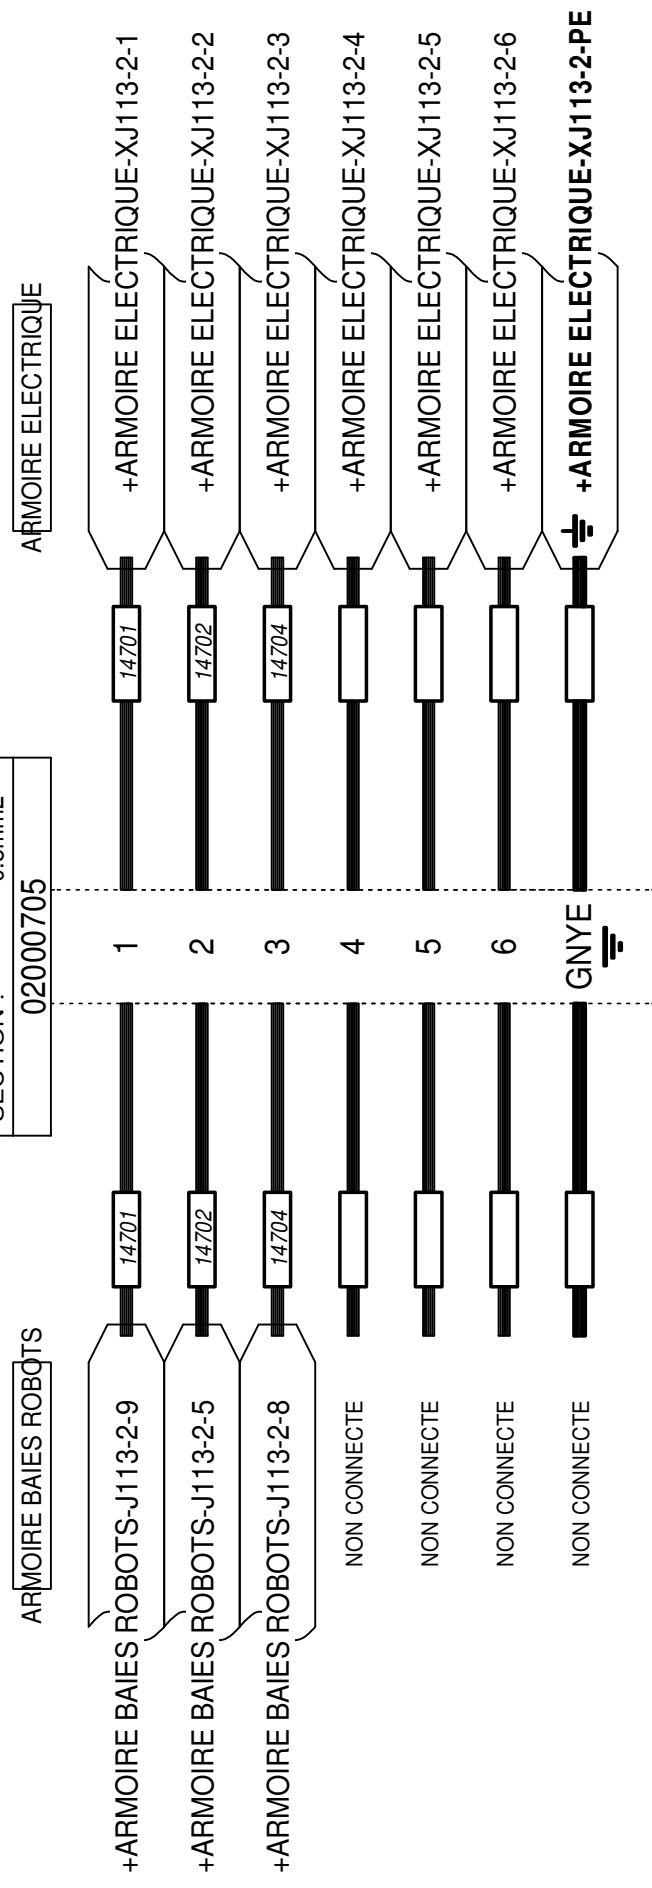 02000705
ARMOIRE BAIES ROBOTS
ARMOIRE ELECTRIQUE
+ARMOIRE BAIES ROBOTS-J113-2-9 14701 1 14701 +ARMOIRE ELECTRIQUE-XJ113-2-1
+ARMOIRE BAIES ROBOTS-J113-2-5 14702 2 14702 +ARMOIRE ELECTRIQUE-XJ113-2-2
+ARMOIRE BAIES ROBOTS-J113-2-8 14704 3 14704 +ARMOIRE ELECTRIQUE-XJ113-2-3
NON CONNECTE 4 +ARMOIRE ELECTRIQUE-XJ113-2-4
NON CONNECTE 5 +ARMOIRE ELECTRIQUE-XJ113-2-5
NON CONNECTE 6 +ARMOIRE ELECTRIQUE-XJ113-2-6
NON CONNECTE GNYE +ARMOIRE ELECTRIQUE-XJ113-2-PE